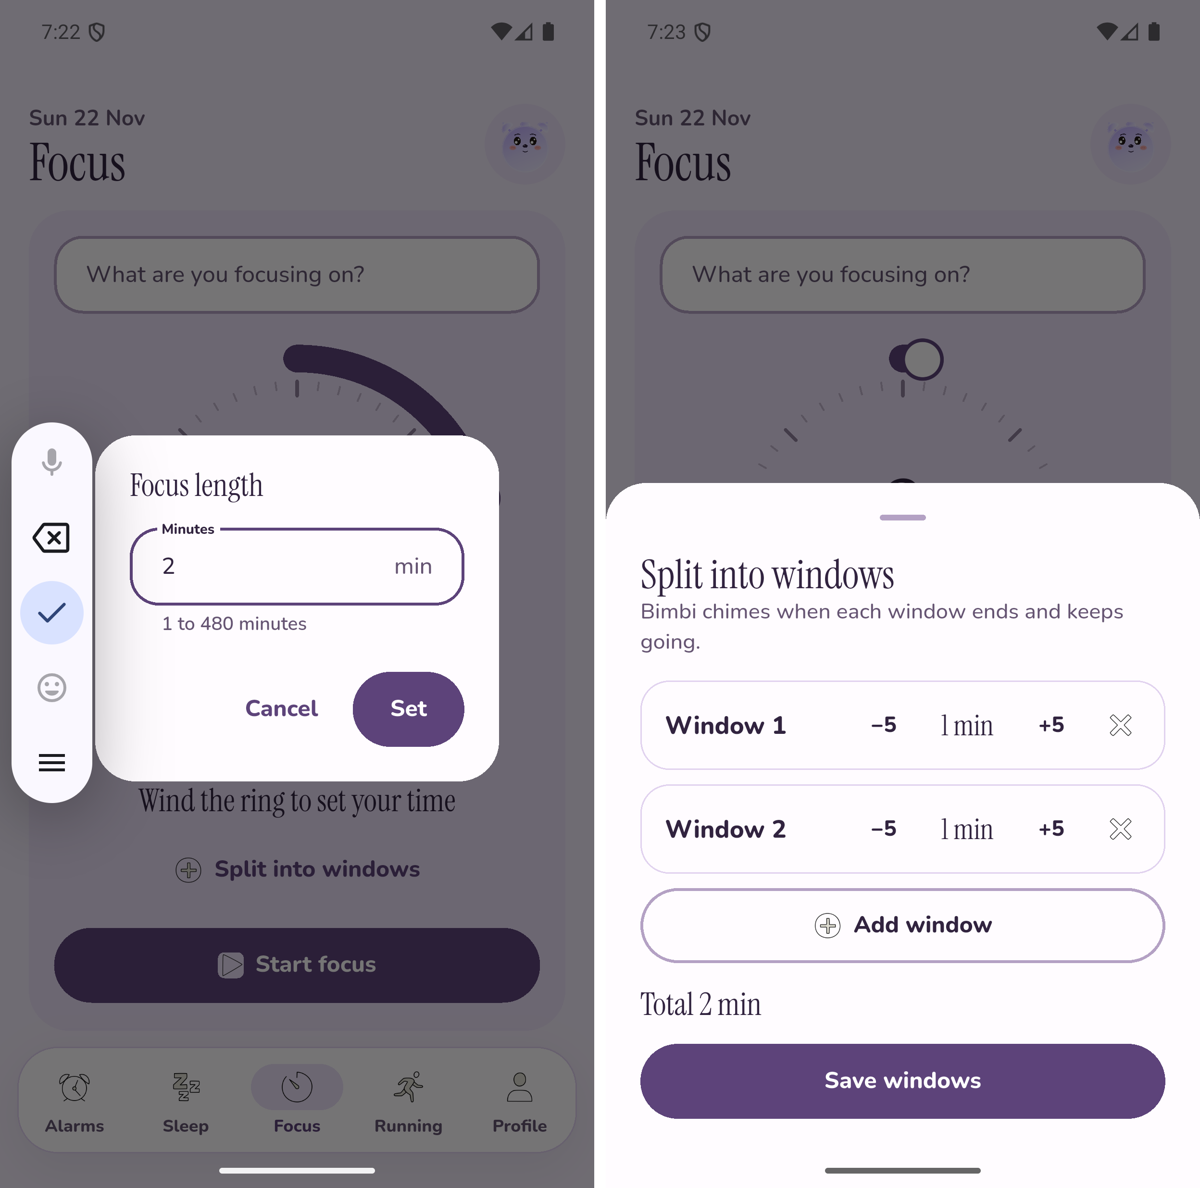 7:22
Sun 22 Nov
Focus
What are you focusing on?
Focus length
Minutes
2 min
1 to 480 minutes
Cancel Set
Wind the ring to set your time
Split into windows
Start focus
Alarms Sleep Focus Running Profile
7:23
Sun 22 Nov
Focus
What are you focusing on?
Split into windows
Bimbi chimes when each window ends and keeps
going.
Window 1 −5 1 min +5
Window 2 −5 1 min +5
Add window
Total 2 min
Save windows